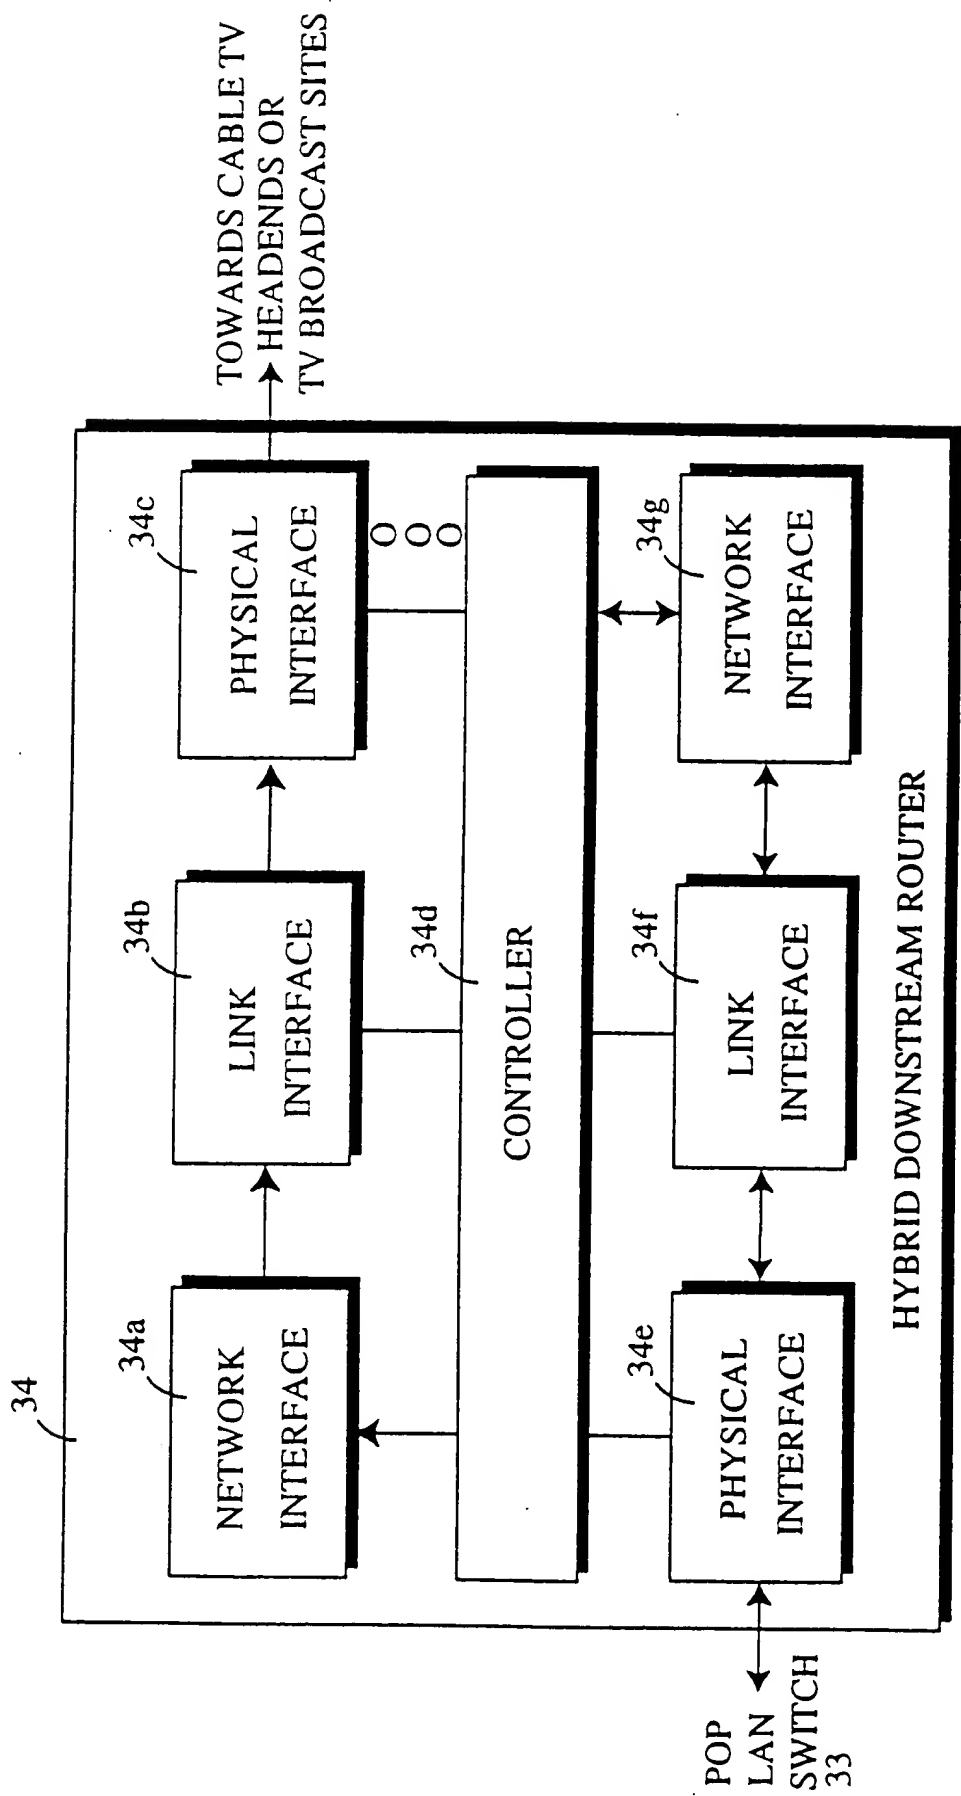 34
34a
NETWORK
INTERFACE
34b
LINK
INTERFACE
34c
PHYSICAL
INTERFACE
TOWARDS CABLE TV
HEADENDS OR
TV BROADCAST SITES
O O O
34d
CONTROLLER
34e
PHYSICAL
INTERFACE
34f
LINK
INTERFACE
34g
NETWORK
INTERFACE
POP
LAN
SWITCH
33
HYBRID DOWNSTREAM ROUTER